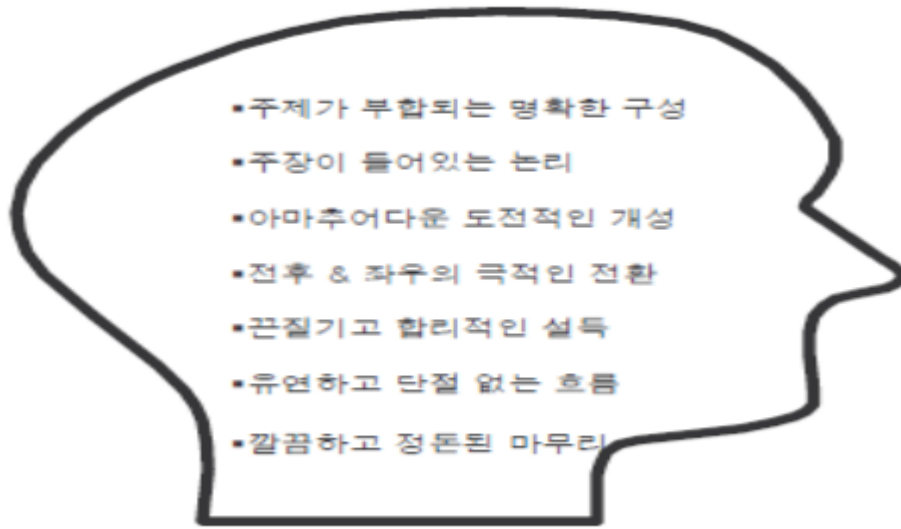 ▪주제가 부합되는 명확한 구성
▪주장이 들어있는 논리
▪아마추어다운 도전적인 개성
▪전후 & 좌우의 극적인 전환
▪끈질기고 합리적인 설득
▪유연하고 단절 없는 흐름
▪깔끔하고 정돈된 마무리